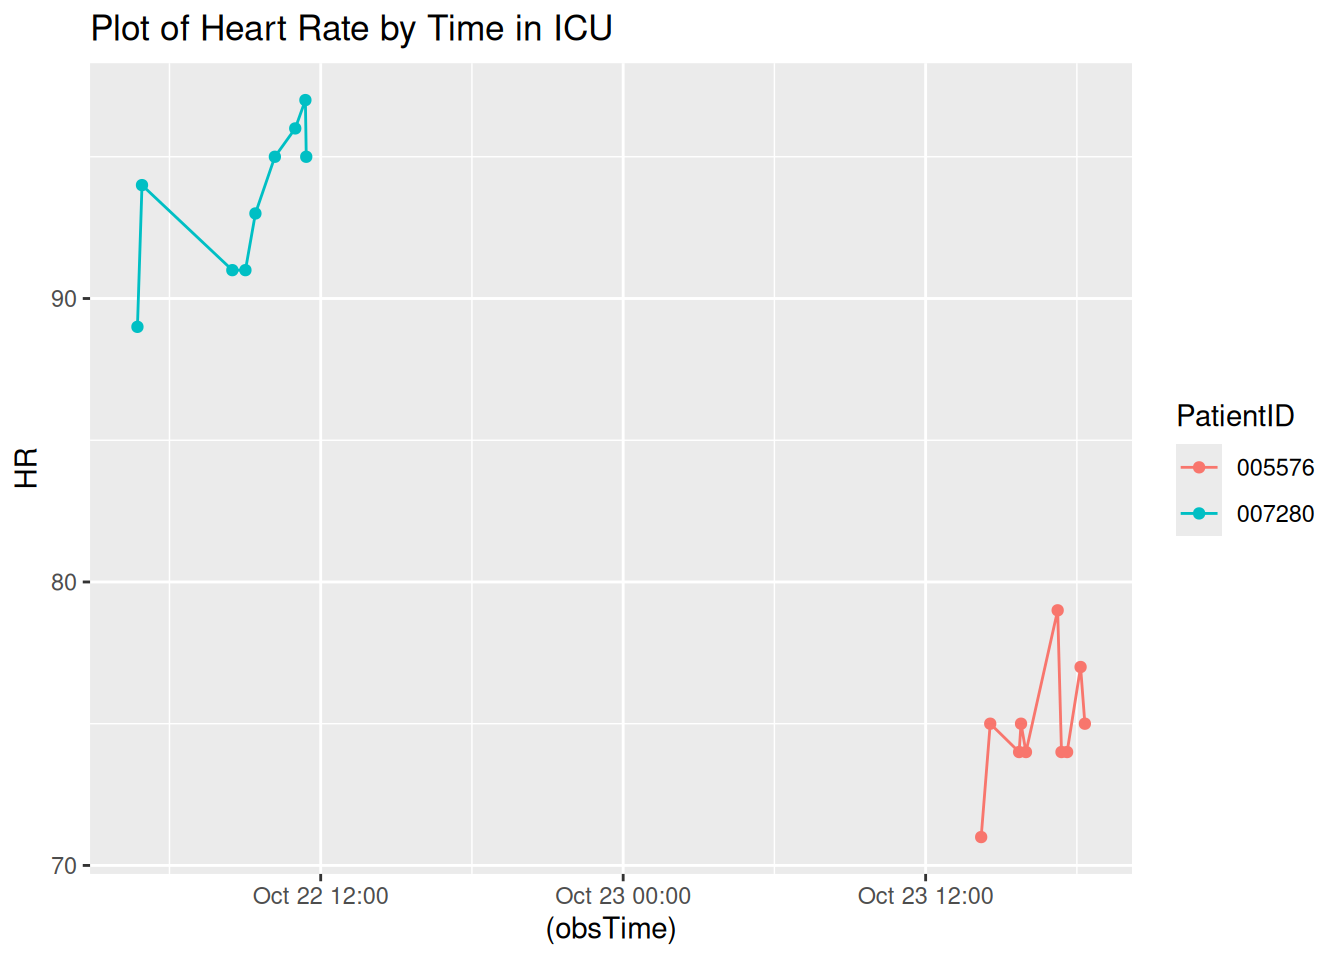 Plot of Heart Rate by Time in ICU
HR
90
80
70
Oct 22 12:00 Oct 23 00:00 Oct 23 12:00
(obsTime)
PatientID
005576
007280